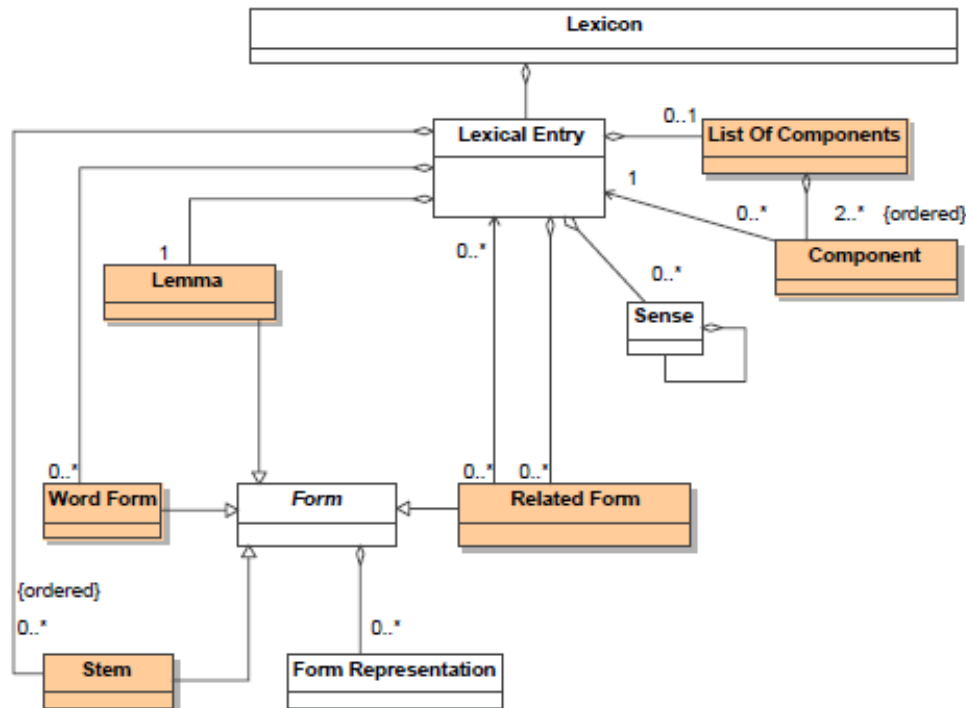 Lexicon
Lexical Entry
0..1
List Of Components
1
0..*
2..* {ordered}
Component
0..*
0..*
1
Lemma
Sense
0..*
0..*
0..*
Word Form
Form
Related Form
{ordered}
0..*
0..*
Stem
Form Representation